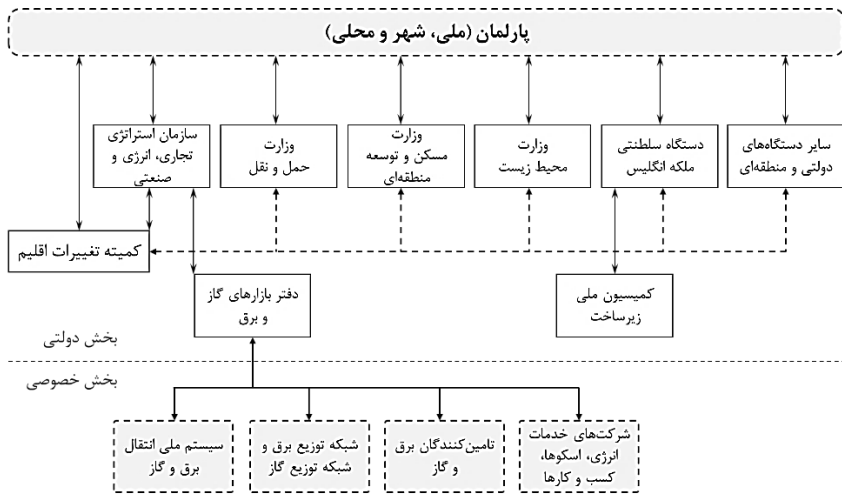 پارلمان (ملی، شهر و محلی)
سایر دستگاه‌های
دولتی و منطقه‌ای
دستگاه سلطنتی
ملکه انگلیس
وزارت
محیط زیست
وزارت
مسکن و توسعه
منطقه‌ای
وزارت
حمل و نقل
سازمان استراتژی
تجاری، انرژی و
صنعتی
کمیته تغییرات اقلیم
کمیسیون ملی
زیرساخت
دفتر بازارهای گاز
و برق
بخش دولتی
بخش خصوصی
شرکت‌های خدمات
انرژی، اسکوها،
کسب و کارها
تامین‌کنندگان برق
و گاز
شبکه توزیع برق و
شبکه توزیع گاز
سیستم ملی انتقال
برق و گاز